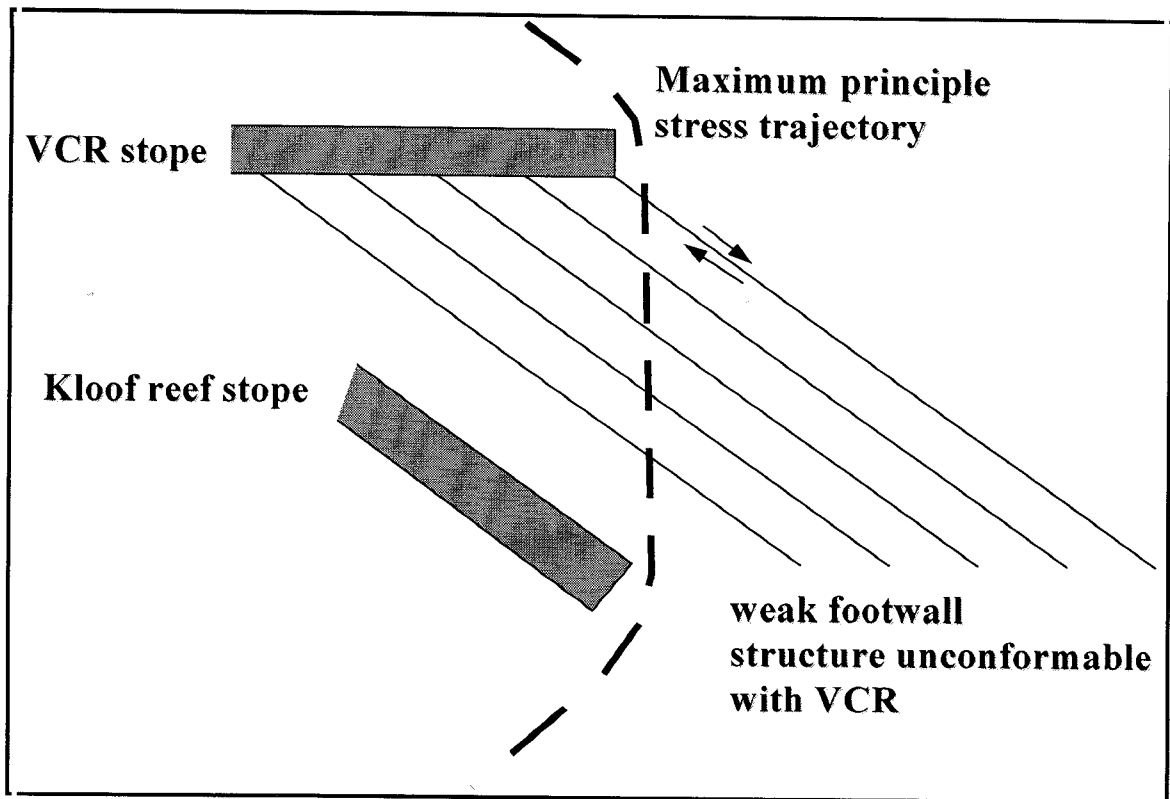 Maximum principle
stress trajectory
VCR stope
Kloof reef stope
weak footwall
structure unconformable
with VCR